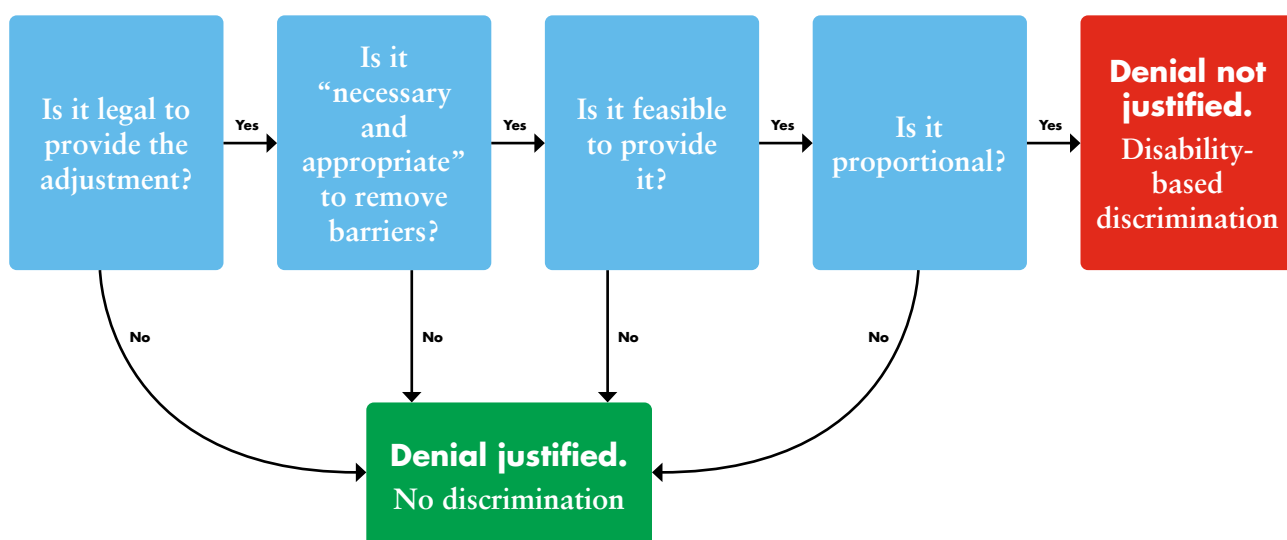 Is it legal to
provide the
adjustment?
Yes
Is it
“necessary
and
appropriate”
to remove
barriers?
Yes
Is it feasible
to provide
it?
Yes
Is it
proportional?
Yes
Denial not
justified.
Disability-
based
discrimination
No
No
No
No
Denial justified.
No discrimination